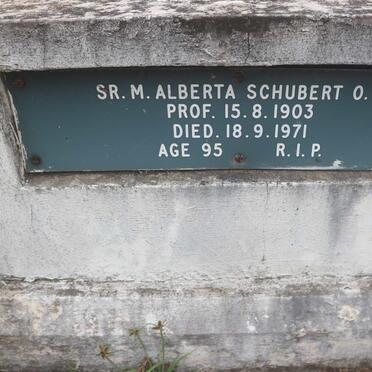 SR. M. ALBERTA SCHUBERT O.
PROF. 15.8.1903
DIED. 18.9.1971
AGE 95 R.I.P.